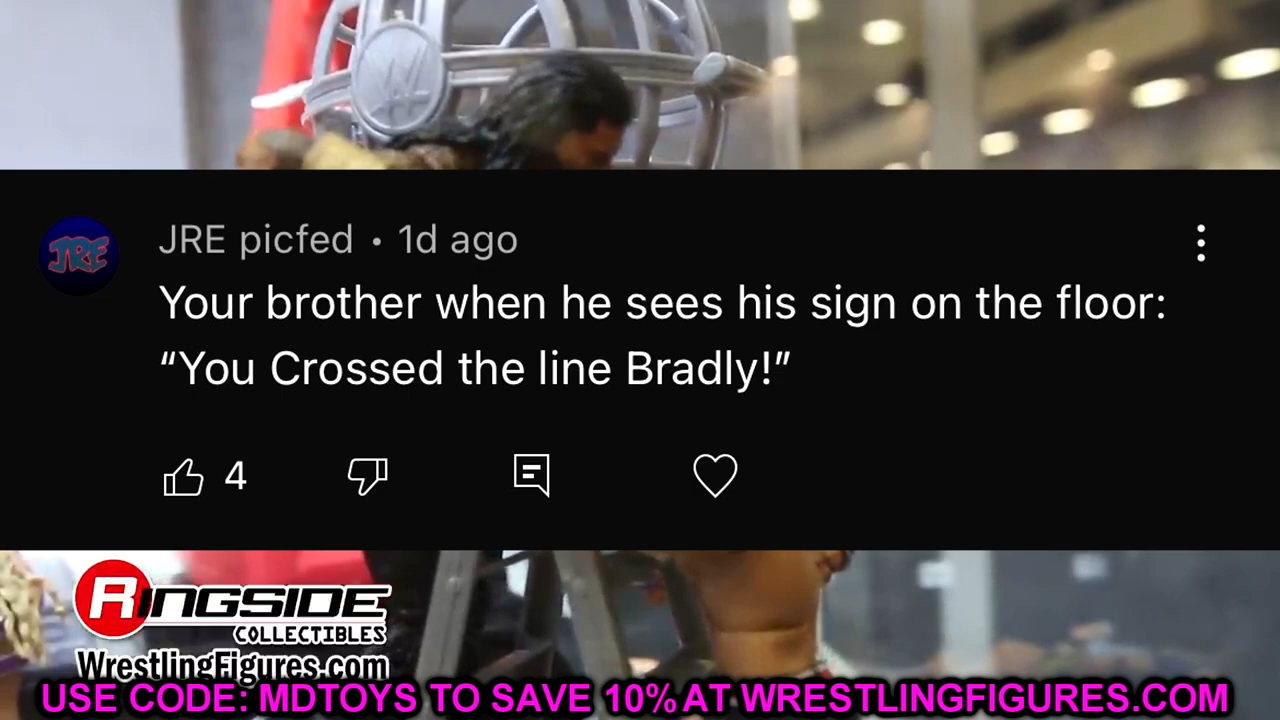 JRE picfed • 1d ago
JRE
Your brother when he sees his sign on the floor:
“You Crossed the line Bradly!”
4
RINGSIDE
COLLECTIBLES
WrestlingFigures.com
USE CODE: MDTOYS TO SAVE 10% AT WRESTLINGFIGURES.COM